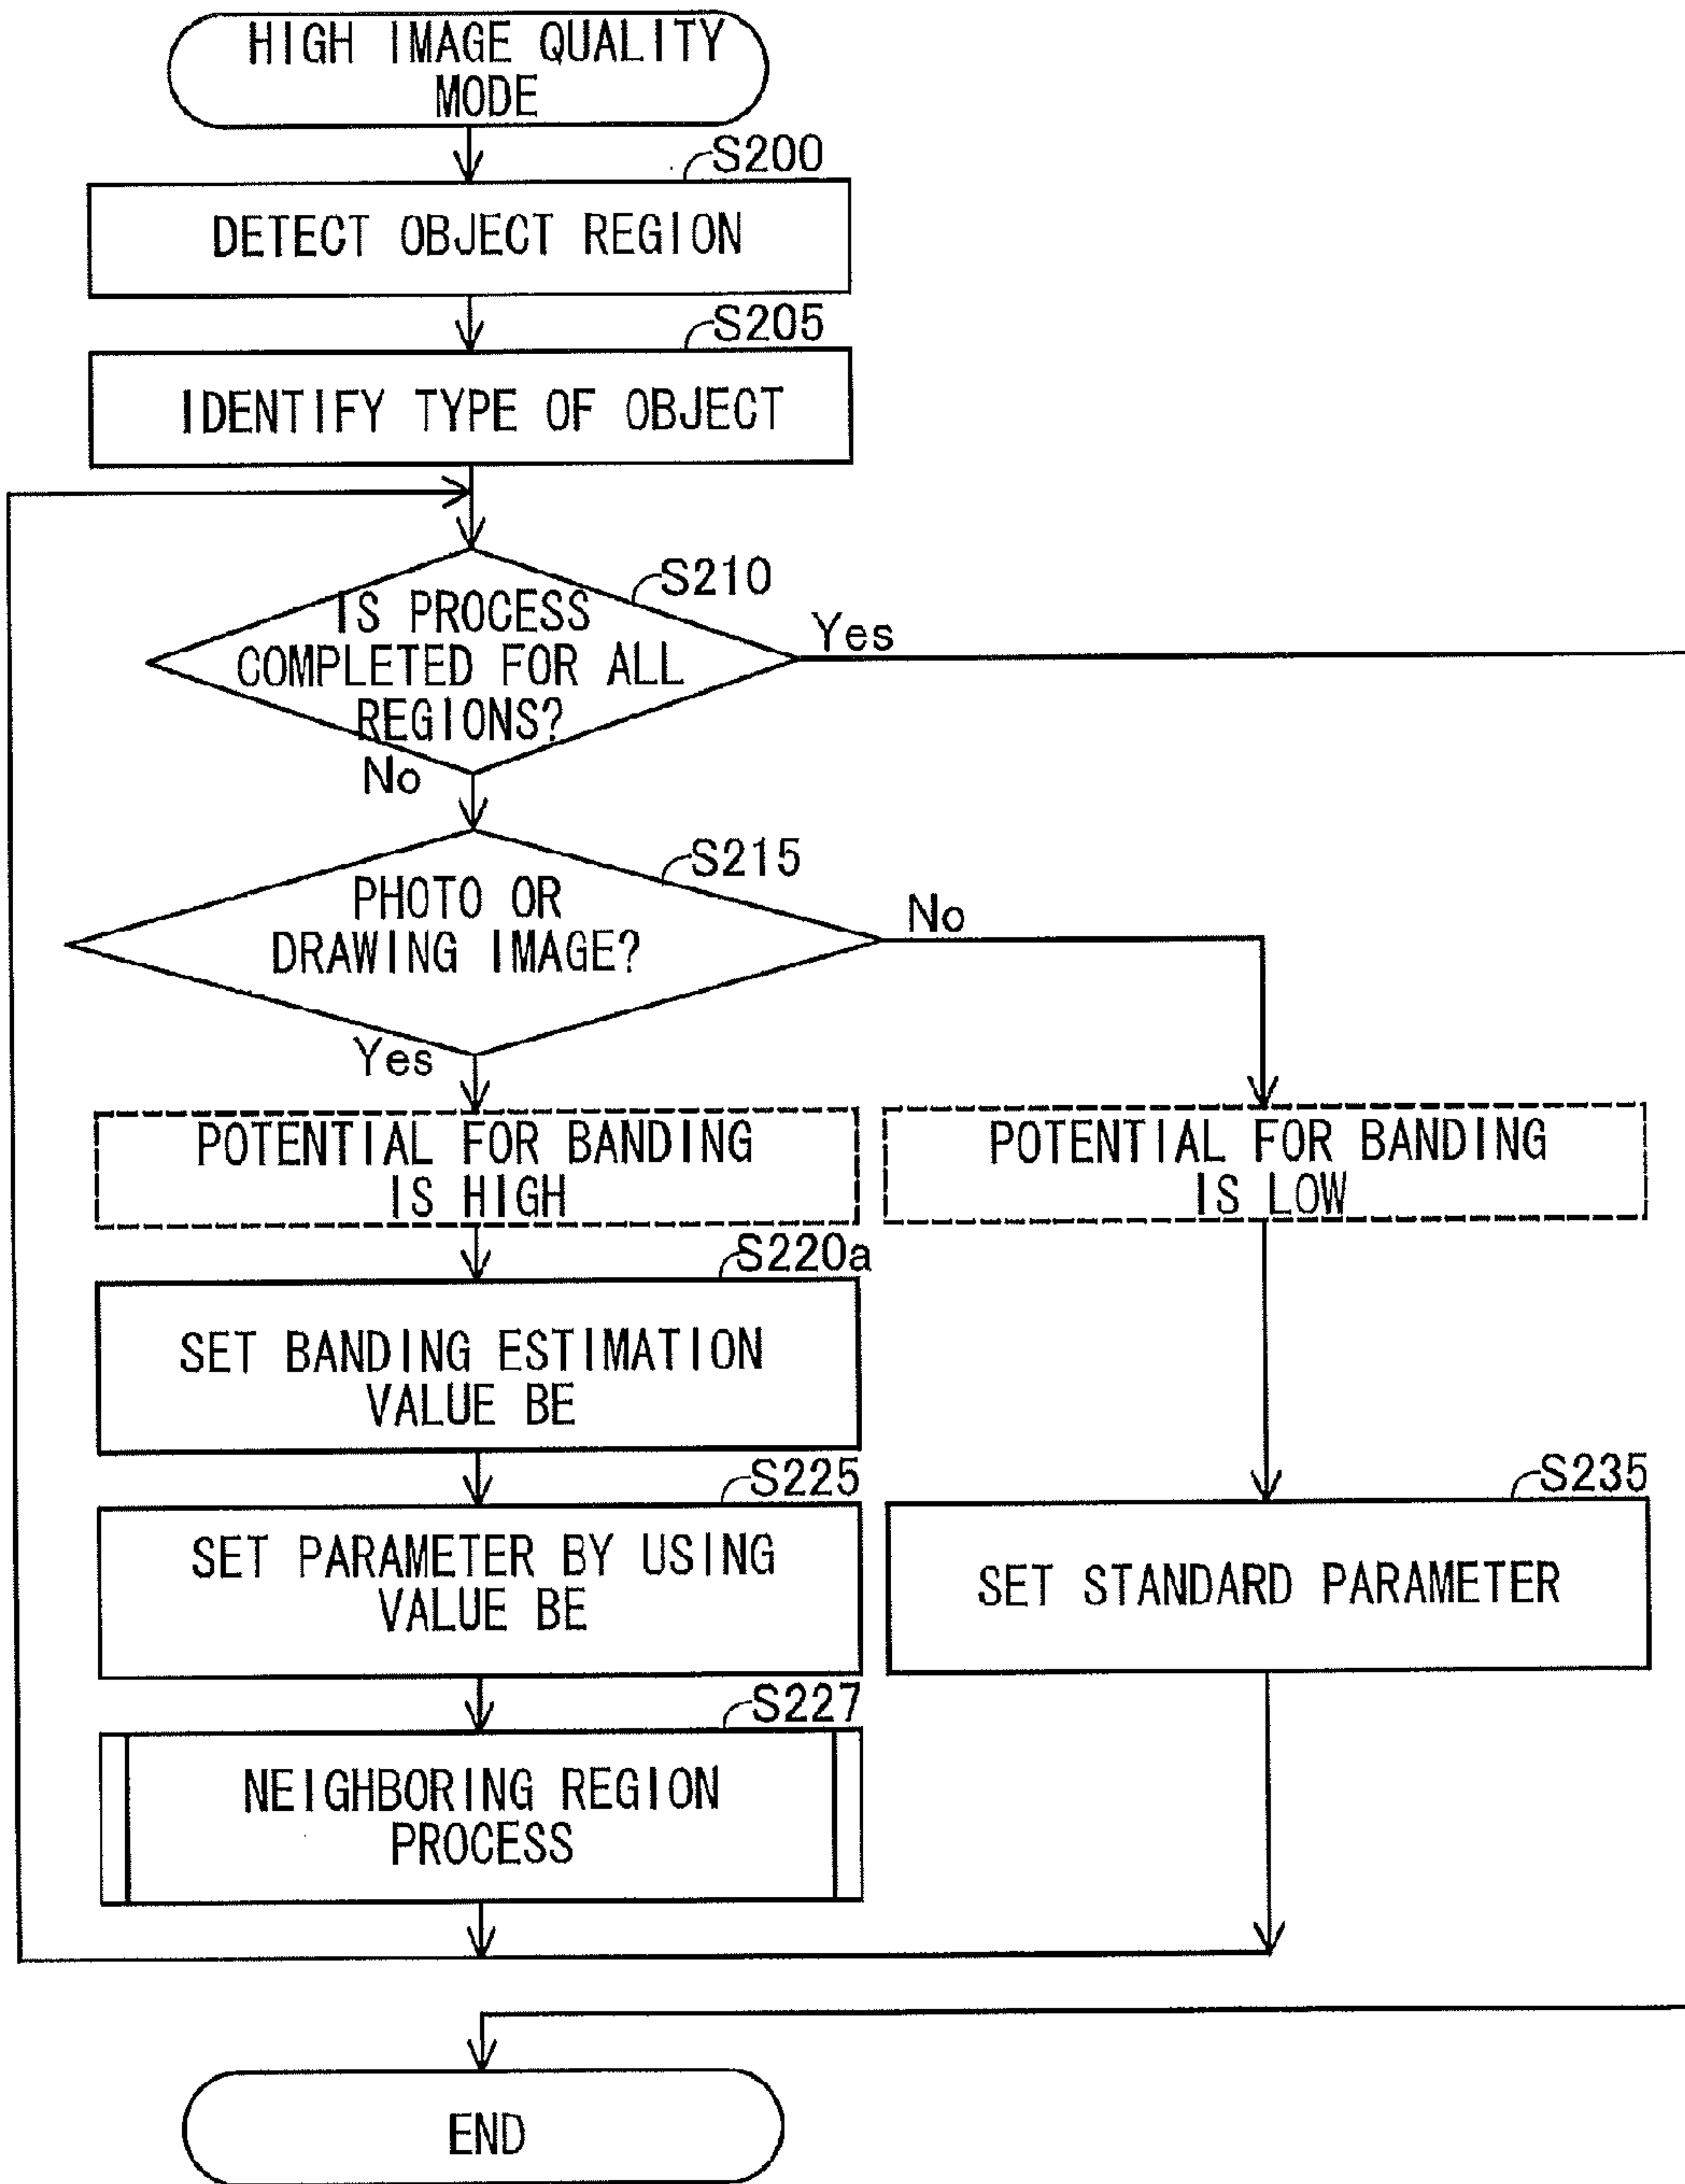 HIGH IMAGE QUALITY
MODE
S200
DETECT OBJECT REGION
S205
IDENTIFY TYPE OF OBJECT
S210
IS PROCESS
COMPLETED FOR ALL
REGIONS?
Yes
No
S215
PHOTO OR
DRAWING IMAGE?
No
Yes
POTENTIAL FOR BANDING
IS HIGH
POTENTIAL FOR BANDING
IS LOW
S220a
SET BANDING ESTIMATION
VALUE BE
S225
SET PARAMETER BY USING
VALUE BE
S235
SET STANDARD PARAMETER
S227
NEIGHBORING REGION
PROCESS
END